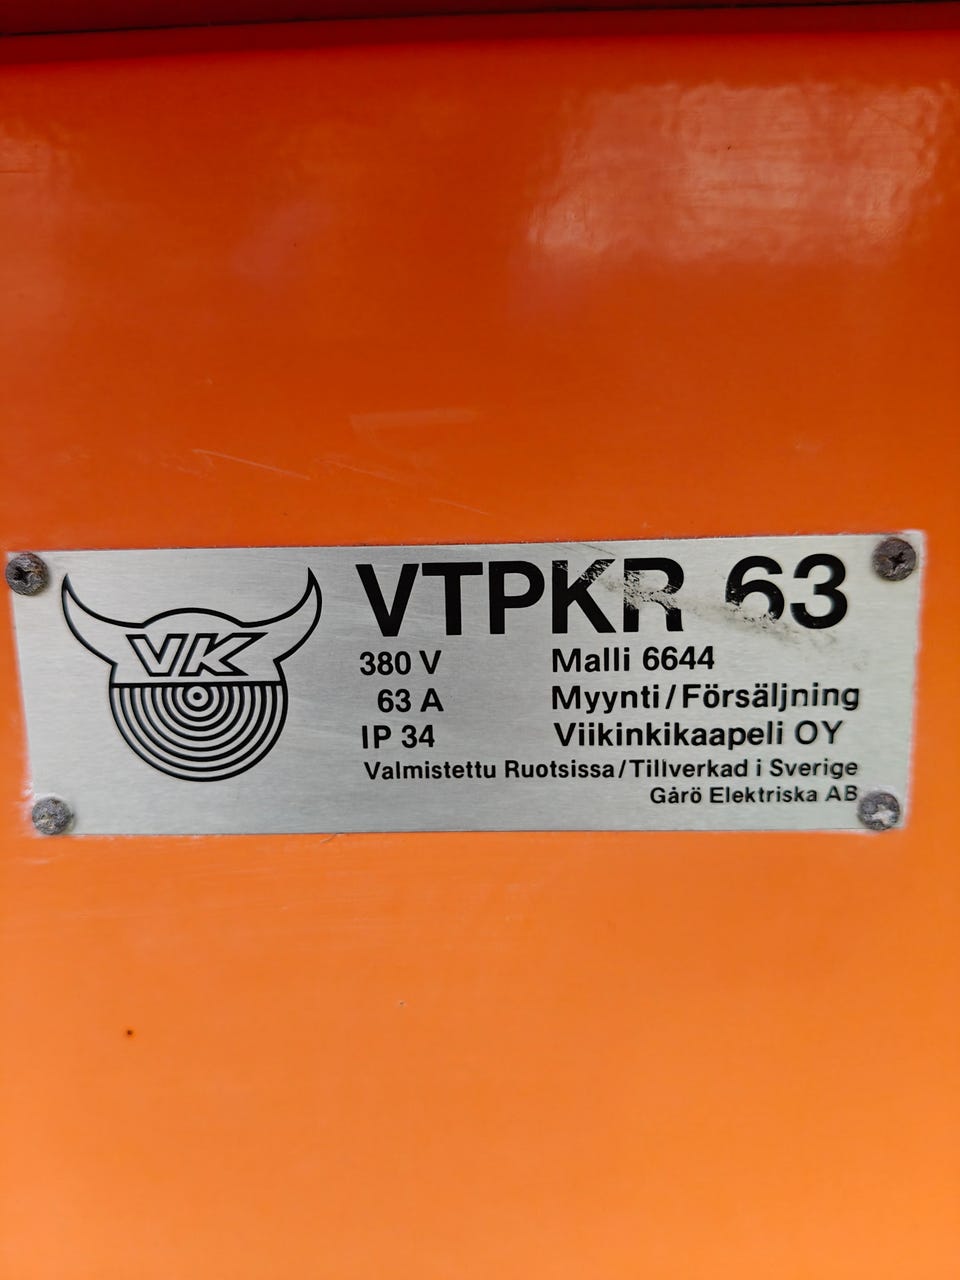 VK
VTPKR 63
380 V
63 A
IP 34
Malli 6644
Myynti/Försäljning
Viikinkikaapeli OY
Valmistettu Ruotsissa/Tillverkad i Sverige
Gårö Elektriska AB